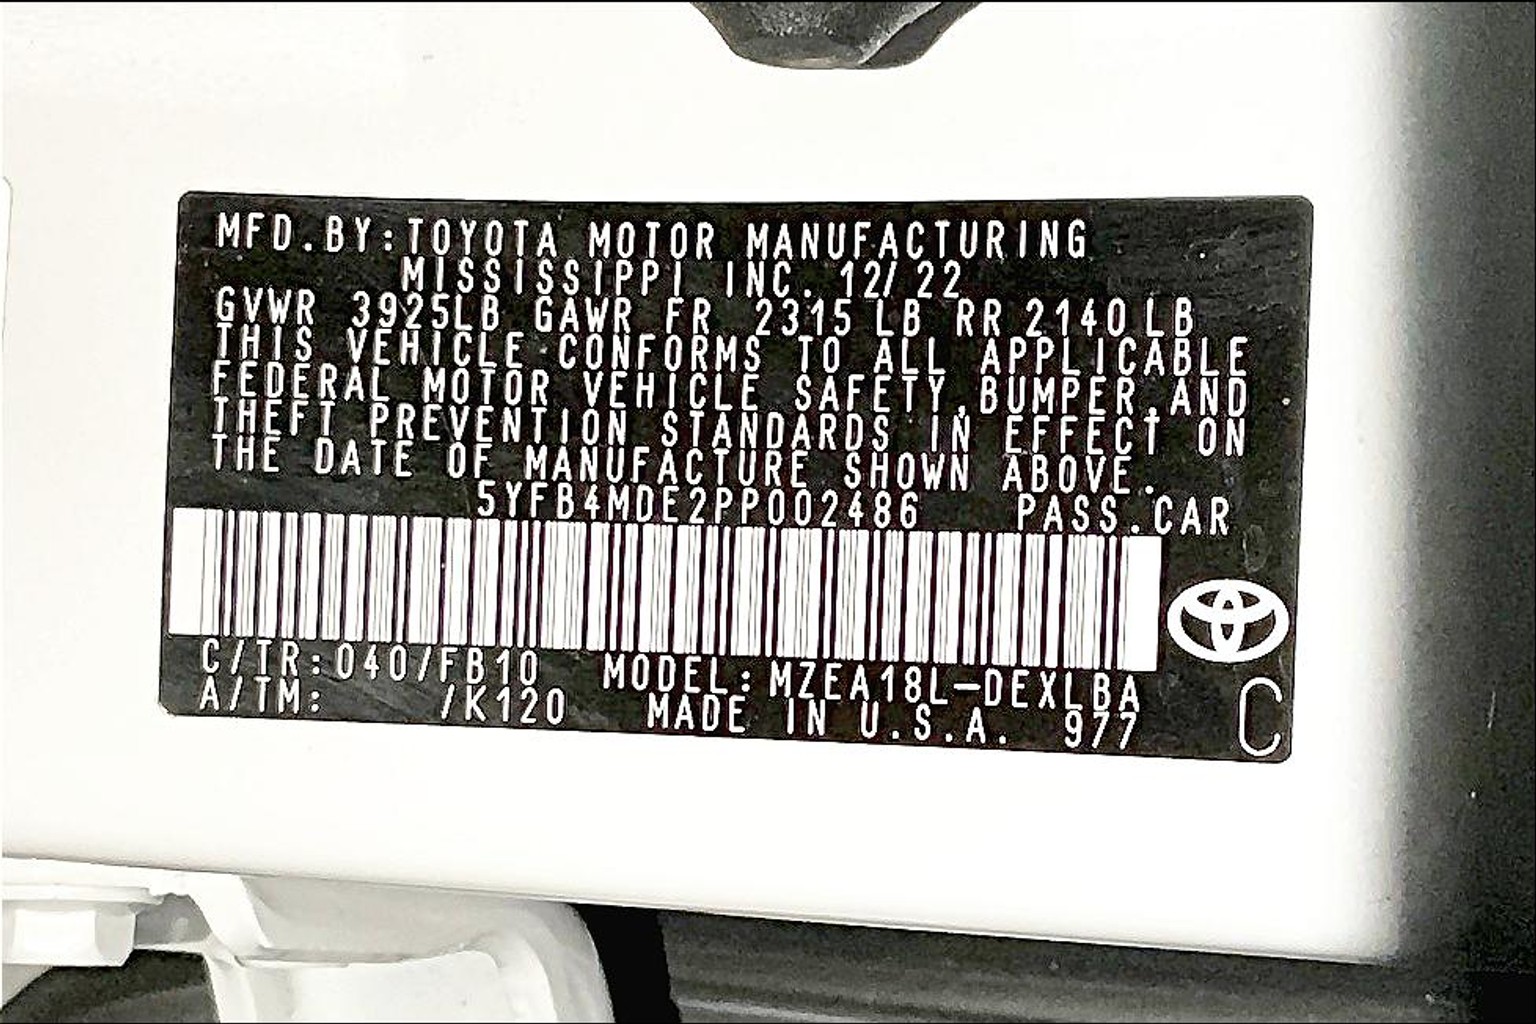 MFD.BY:TOYOTA MOTOR MANUFACTURING
MISSISSIPPI INC. 12/22
GVWR 3925LB GAWR FR 2315 LB RR 2140 LB
THIS VEHICLE CONFORMS TO ALL APPLICABLE
FEDERAL MOTOR VEHICLE SAFETY,BUMPER,AND
THEFT PREVENTION STANDARDS IN EFFECT ON
THE DATE OF MANUFACTURE SHOWN ABOVE.
5YFB4MDE2PP002486 PASS.CAR
C/TR:040/FB10 MODEL:MZEA18L-DEXLBA
A/TM: /K120 MADE IN U.S.A. 977
C